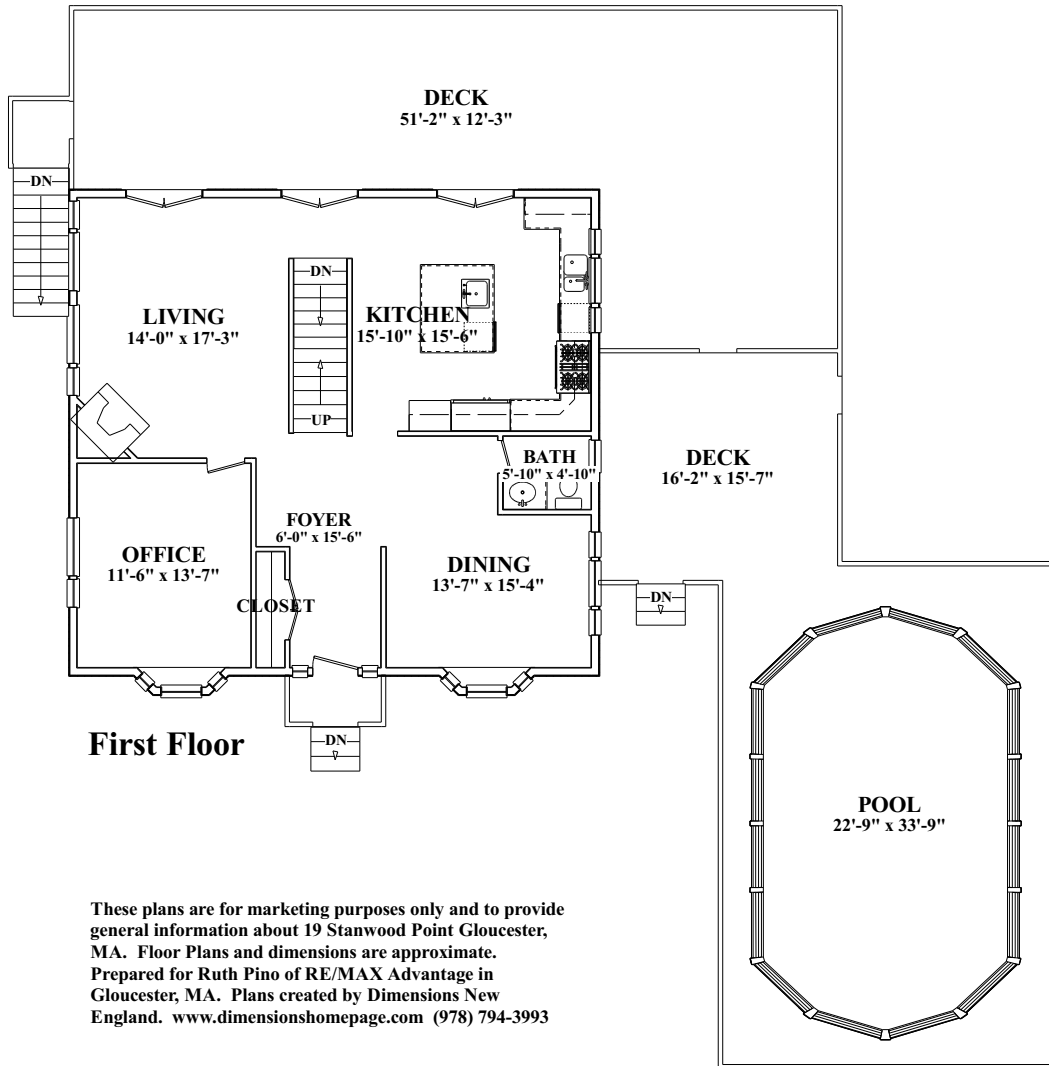 DECK
51'-2" x 12'-3"
DN
DN
LIVING
14'-0" x 17'-3"
KITCHEN
15'-10" x 15'-6"
UP
BATH
5'-10" x 4'-10"
DECK
16'-2" x 15'-7"
FOYER
6'-0" x 15'-6"
OFFICE
11'-6" x 13'-7"
DINING
13'-7" x 15'-4"
CLOSET
DN
DN
First Floor
POOL
22'-9" x 33'-9"
These plans are for marketing purposes only and to provide
general information about 19 Stanwood Point Gloucester,
MA. Floor Plans and dimensions are approximate.
Prepared for Ruth Pino of RE/MAX Advantage in
Gloucester, MA. Plans created by Dimensions New
England. www.dimensionshomepage.com (978) 794-3993